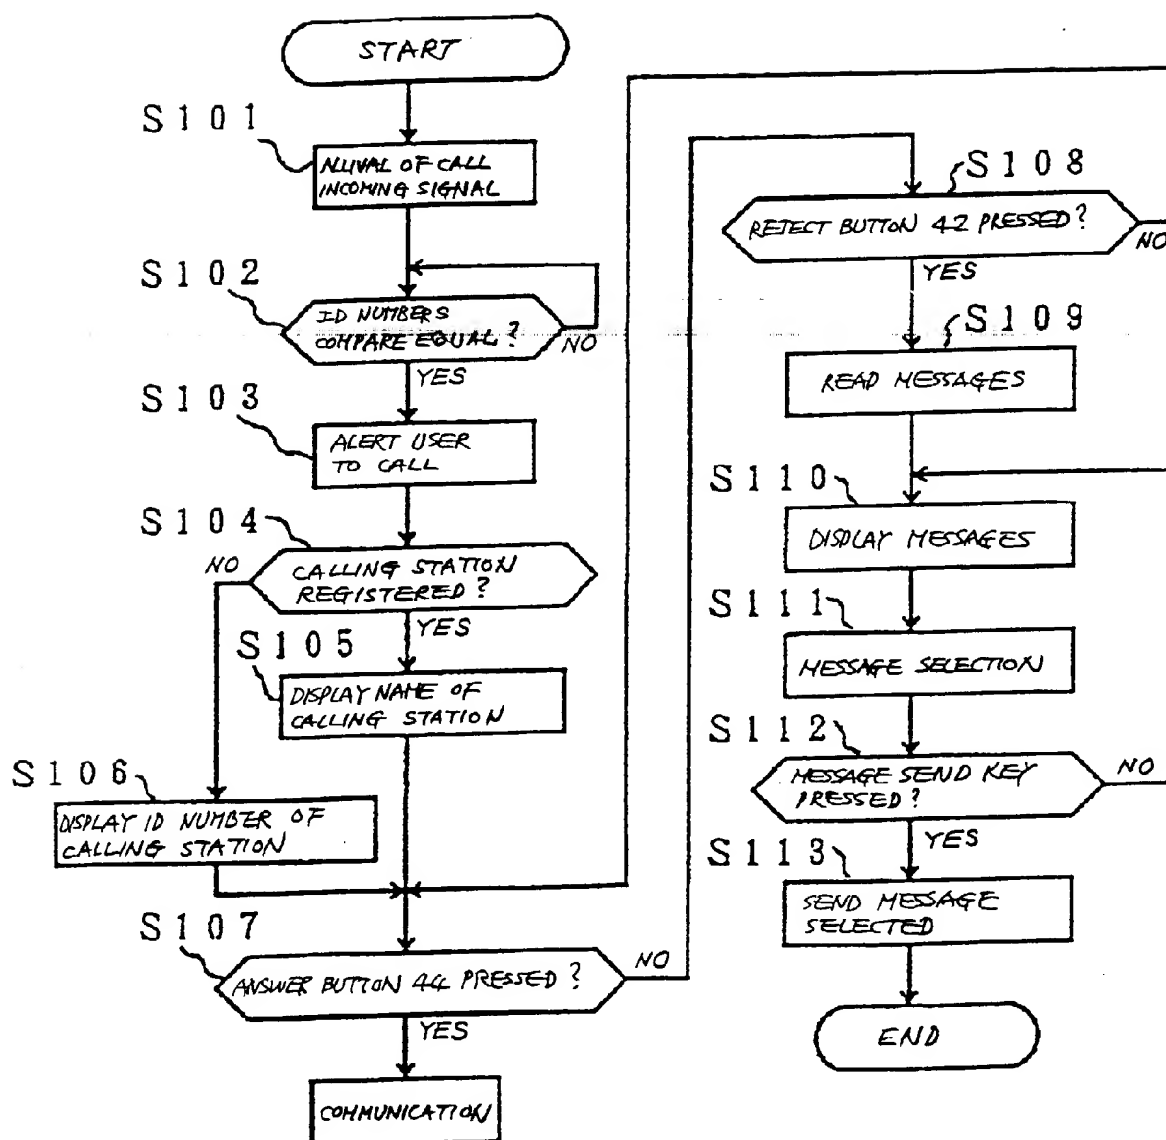 START
S101
NLLIVAL OF CALL
INCOMING SIGNAL
S102
ID NUMBERS
COMPARE EQUAL?
NO
YES
S103
ALERT USER
TO CALL
S104
NO
CALLING STATION
REGISTERED?
YES
S105
DISPLAY NAME OF
CALLING STATION
S106
DISPLAY ID NUMBER OF
CALLING STATION
S107
ANSWER BUTTON 44 PRESSED?
NO
YES
COMMUNICATION
S108
REJECT BUTTON 42 PRESSED?
NO
YES
S109
READ MESSAGES
S110
DISPLAY MESSAGES
S111
MESSAGE SELECTION
S112
MESSAGE SEND KEY
PRESSED?
NO
YES
S113
SEND MESSAGE
SELECTED
END